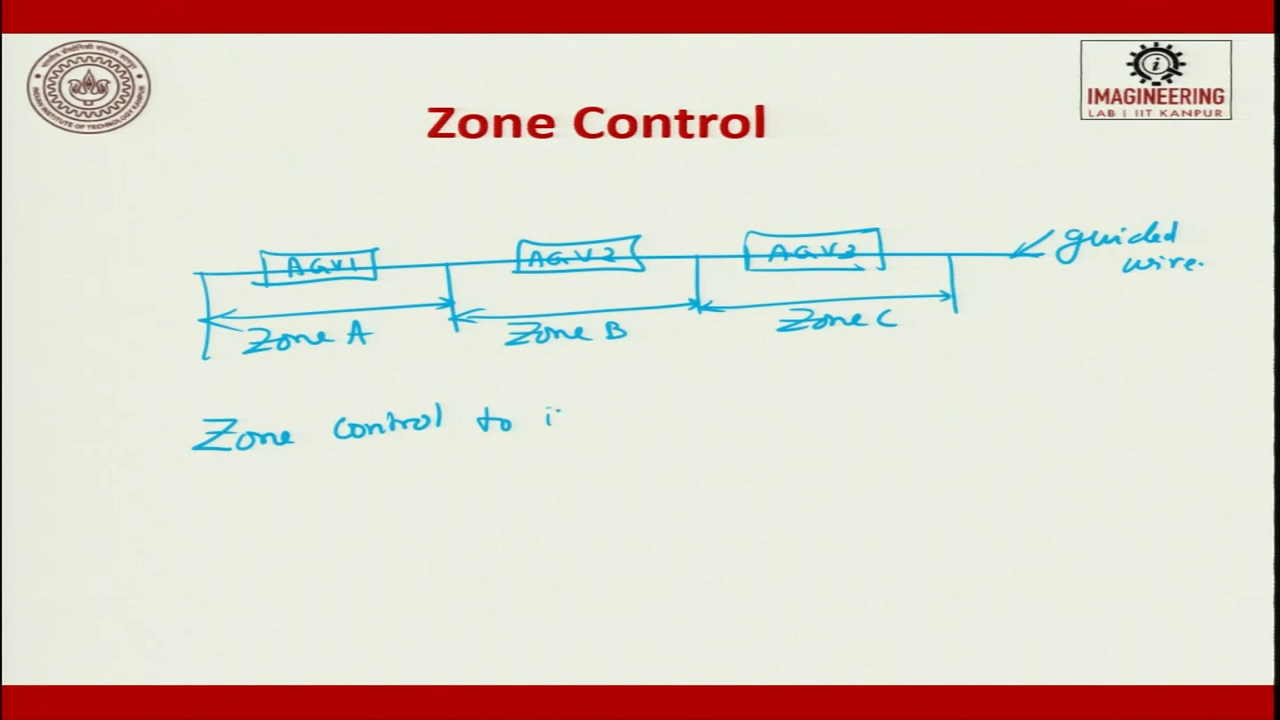 IMAGINEERING
LAB | IIT KANPUR
Zone Control
AGV1
AGV2
AGV3
guided
wire.
Zone A
Zone B
Zone C
Zone control to i